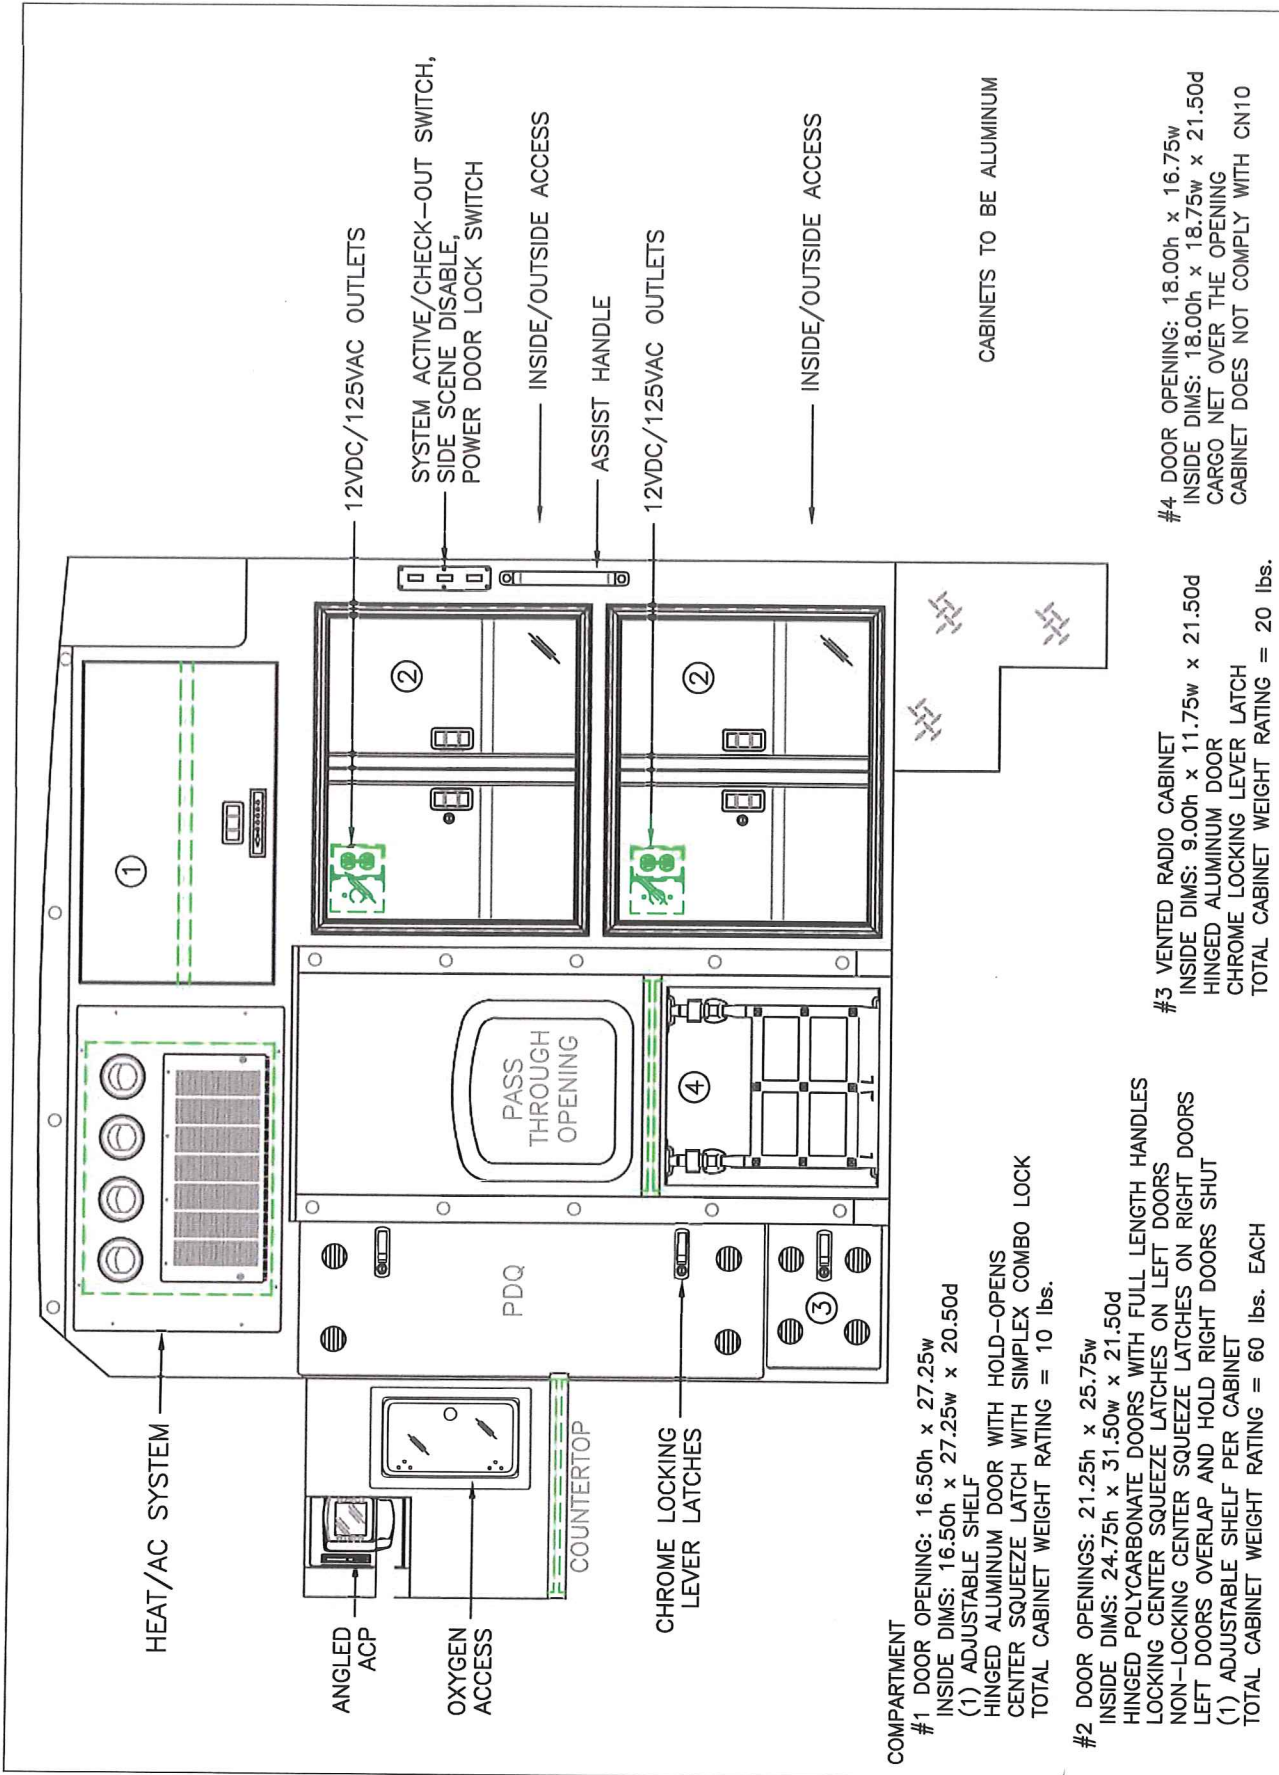 HEAT/AC SYSTEM
ANGLED
ACP
OXYGEN
ACCESS
COUNTERTOP
CHROME LOCKING
LEVER LATCHES
PDQ
3
PASS
THROUGH
OPENING
4
1
2
2
12VDC/125VAC OUTLETS
SYSTEM ACTIVE/CHECK-OUT SWITCH,
SIDE SCENE DISABLE,
POWER DOOR LOCK SWITCH
INSIDE/OUTSIDE ACCESS
ASSIST HANDLE
12VDC/125VAC OUTLETS
INSIDE/OUTSIDE ACCESS
CABINETS TO BE ALUMINUM
COMPARTMENT
#1 DOOR OPENING: 16.50h x 27.25w
INSIDE DIMS: 16.50h x 27.25w x 20.50d
(1) ADJUSTABLE SHELF
HINGED ALUMINUM DOOR WITH HOLD-OPENS
CENTER SQUEEZE LATCH WITH SIMPLEX COMBO LOCK
TOTAL CABINET WEIGHT RATING = 10 lbs.
#2 DOOR OPENINGS: 21.25h x 25.75w
INSIDE DIMS: 24.75h x 31.50w x 21.50d
HINGED POLYCARBONATE DOORS WITH FULL LENGTH HANDLES
LOCKING CENTER SQUEEZE LATCHES ON LEFT DOORS
NON-LOCKING CENTER SQUEEZE LATCHES ON RIGHT DOORS
LEFT DOORS OVERLAP AND HOLD RIGHT DOORS SHUT
(1) ADJUSTABLE SHELF PER CABINET
TOTAL CABINET WEIGHT RATING = 60 lbs. EACH
#3 VENTED RADIO CABINET
INSIDE DIMS: 9.00h x 11.75w x 21.50d
HINGED ALUMINUM DOOR
CHROME LOCKING LEVER LATCH
TOTAL CABINET WEIGHT RATING = 20 lbs.
#4 DOOR OPENING: 18.00h x 16.75w
INSIDE DIMS: 18.00h x 18.75w x 21.50d
CARGO NET OVER THE OPENING
CABINET DOES NOT COMPLY WITH CN10